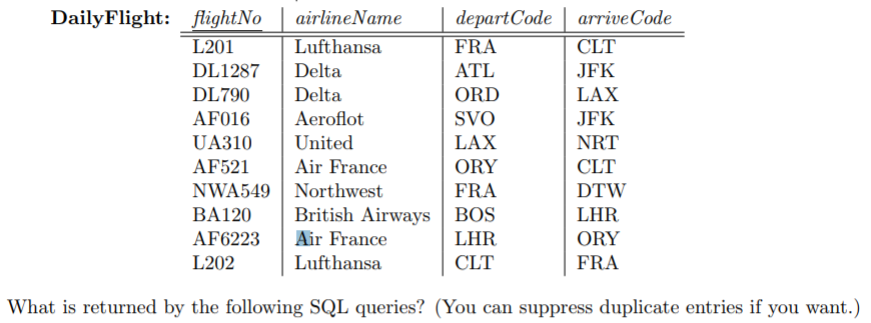 DailyFlight: flightNo airlineName departCode arriveCode
L201 Lufthansa FRA CLT
DL1287 Delta ATL JFK
DL790 Delta ORD LAX
AF016 Aeroflot SVO JFK
UA310 United LAX NRT
AF521 Air France ORY CLT
NWA549 Northwest FRA DTW
BA120 British Airways BOS LHR
AF6223 Air France LHR ORY
L202 Lufthansa CLT FRA
What is returned by the following SQL queries? (You can suppress duplicate entries if you want.)